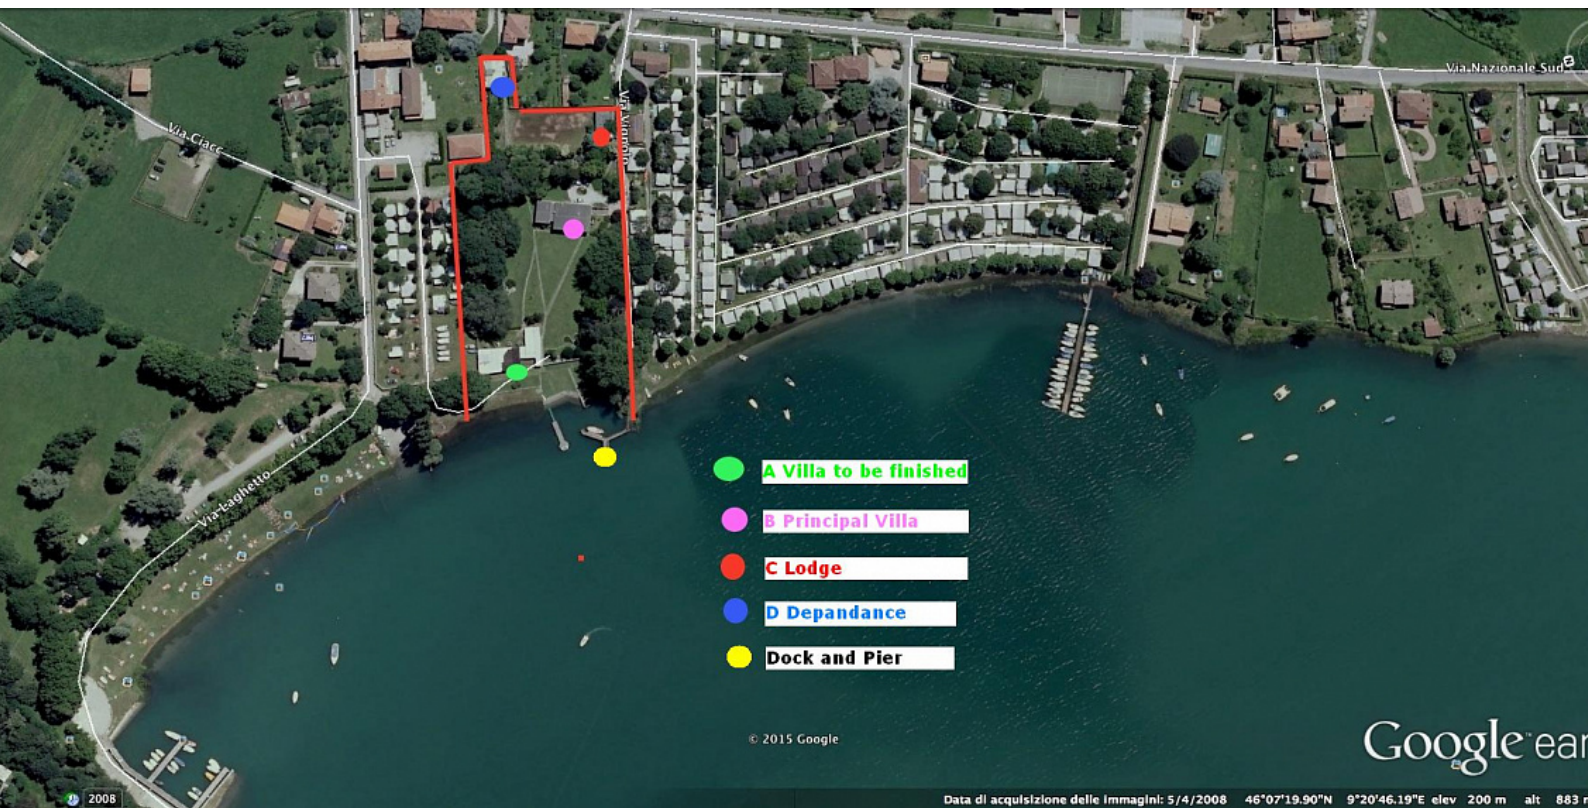 Via Nazionale Sud
Via Ciacc
Via Laghetto
A Villa to be finished
B Principal Villa
C Lodge
D Depandance
Dock and Pier
© 2015 Google
Google ear
2008
Data di acquisizione delle immagini: 5/4/2008 46°07'19.90"N 9°20'46.19"E elev 200 m alt 883 m